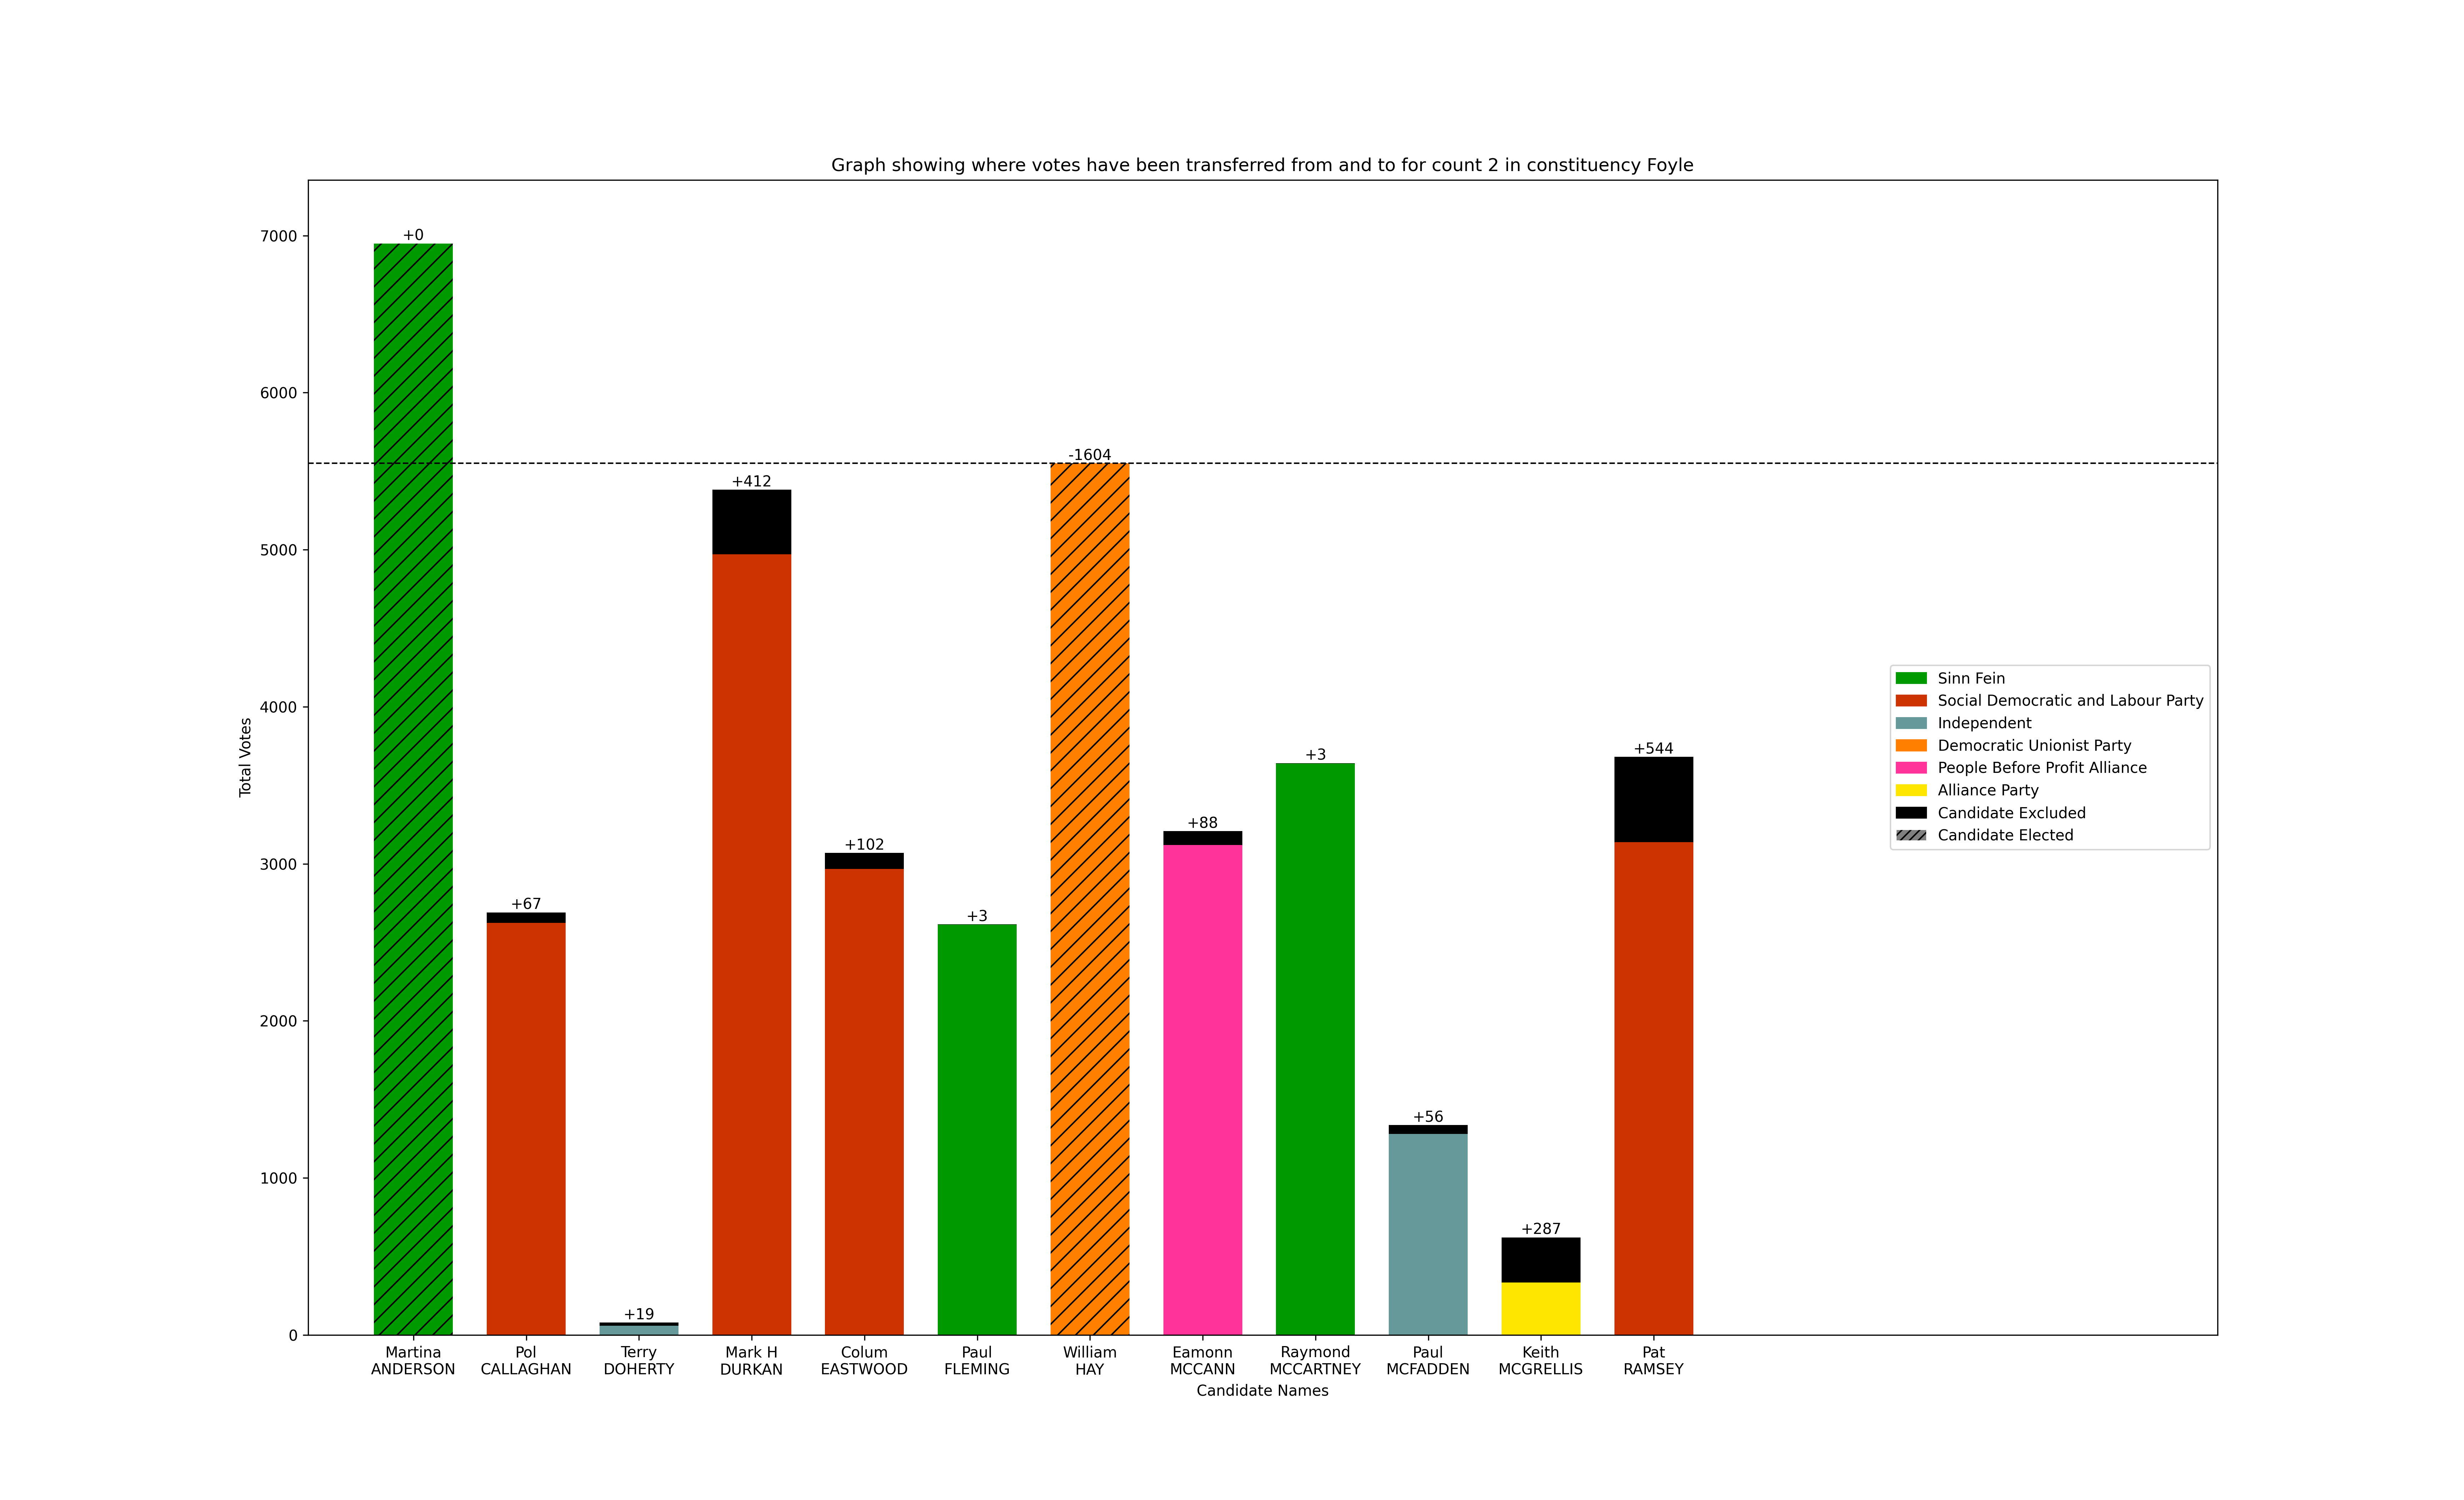 Graph showing where votes have been transferred from and to for count 2 in constituency Foyle
Total Votes
7000
6000
5000
4000
3000
2000
1000
0
+0
+67
+19
+412
+102
+3
-1604
+88
+3
+56
+287
+544
Sinn Fein
Social Democratic and Labour Party
Independent
Democratic Unionist Party
People Before Profit Alliance
Alliance Party
Candidate Excluded
Candidate Elected
Martina
ANDERSON
Pol
CALLAGHAN
Terry
DOHERTY
Mark H
DURKAN
Colum
EASTWOOD
Paul
FLEMING
William
HAY
Eamonn
MCCANN
Raymond
MCCARTNEY
Paul
MCFADDEN
Keith
MCGRELLIS
Pat
RAMSEY
Candidate Names